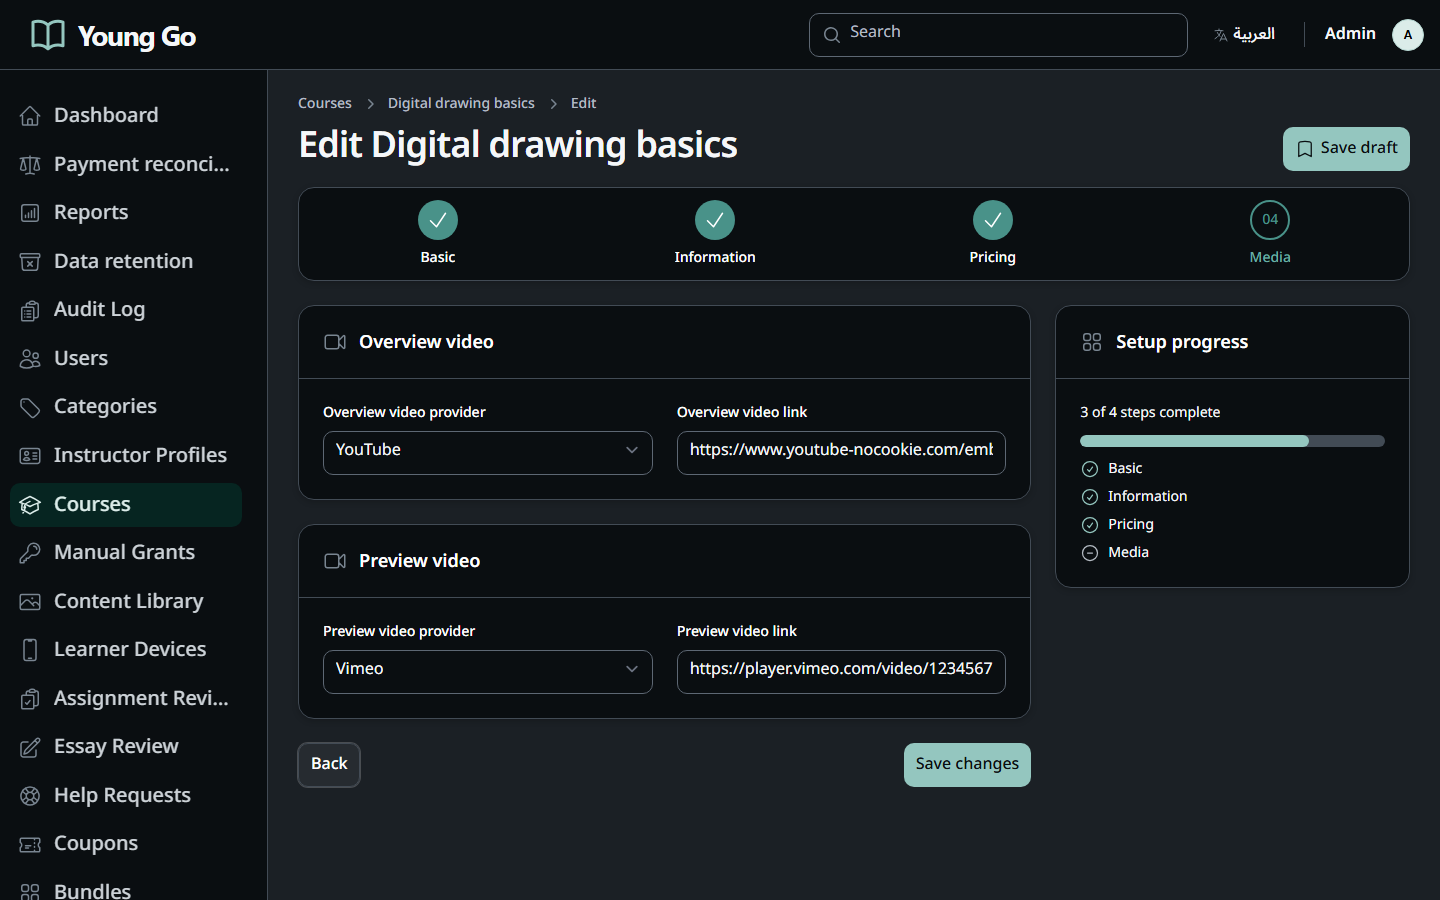 Young Go
Search
العربية
Admin
A
Dashboard
Payment reconci...
Reports
Data retention
Audit Log
Users
Categories
Instructor Profiles
Courses
Manual Grants
Content Library
Learner Devices
Assignment Revi...
Essay Review
Help Requests
Coupons
Bundles
Courses > Digital drawing basics > Edit
Edit Digital drawing basics
Save draft
Basic
Information
Pricing
04
Media
Overview video
Overview video provider
YouTube
Overview video link
https://www.youtube-nocookie.com/emb
Preview video
Preview video provider
Vimeo
Preview video link
https://player.vimeo.com/video/1234567
Back
Save changes
Setup progress
3 of 4 steps complete
Basic
Information
Pricing
Media